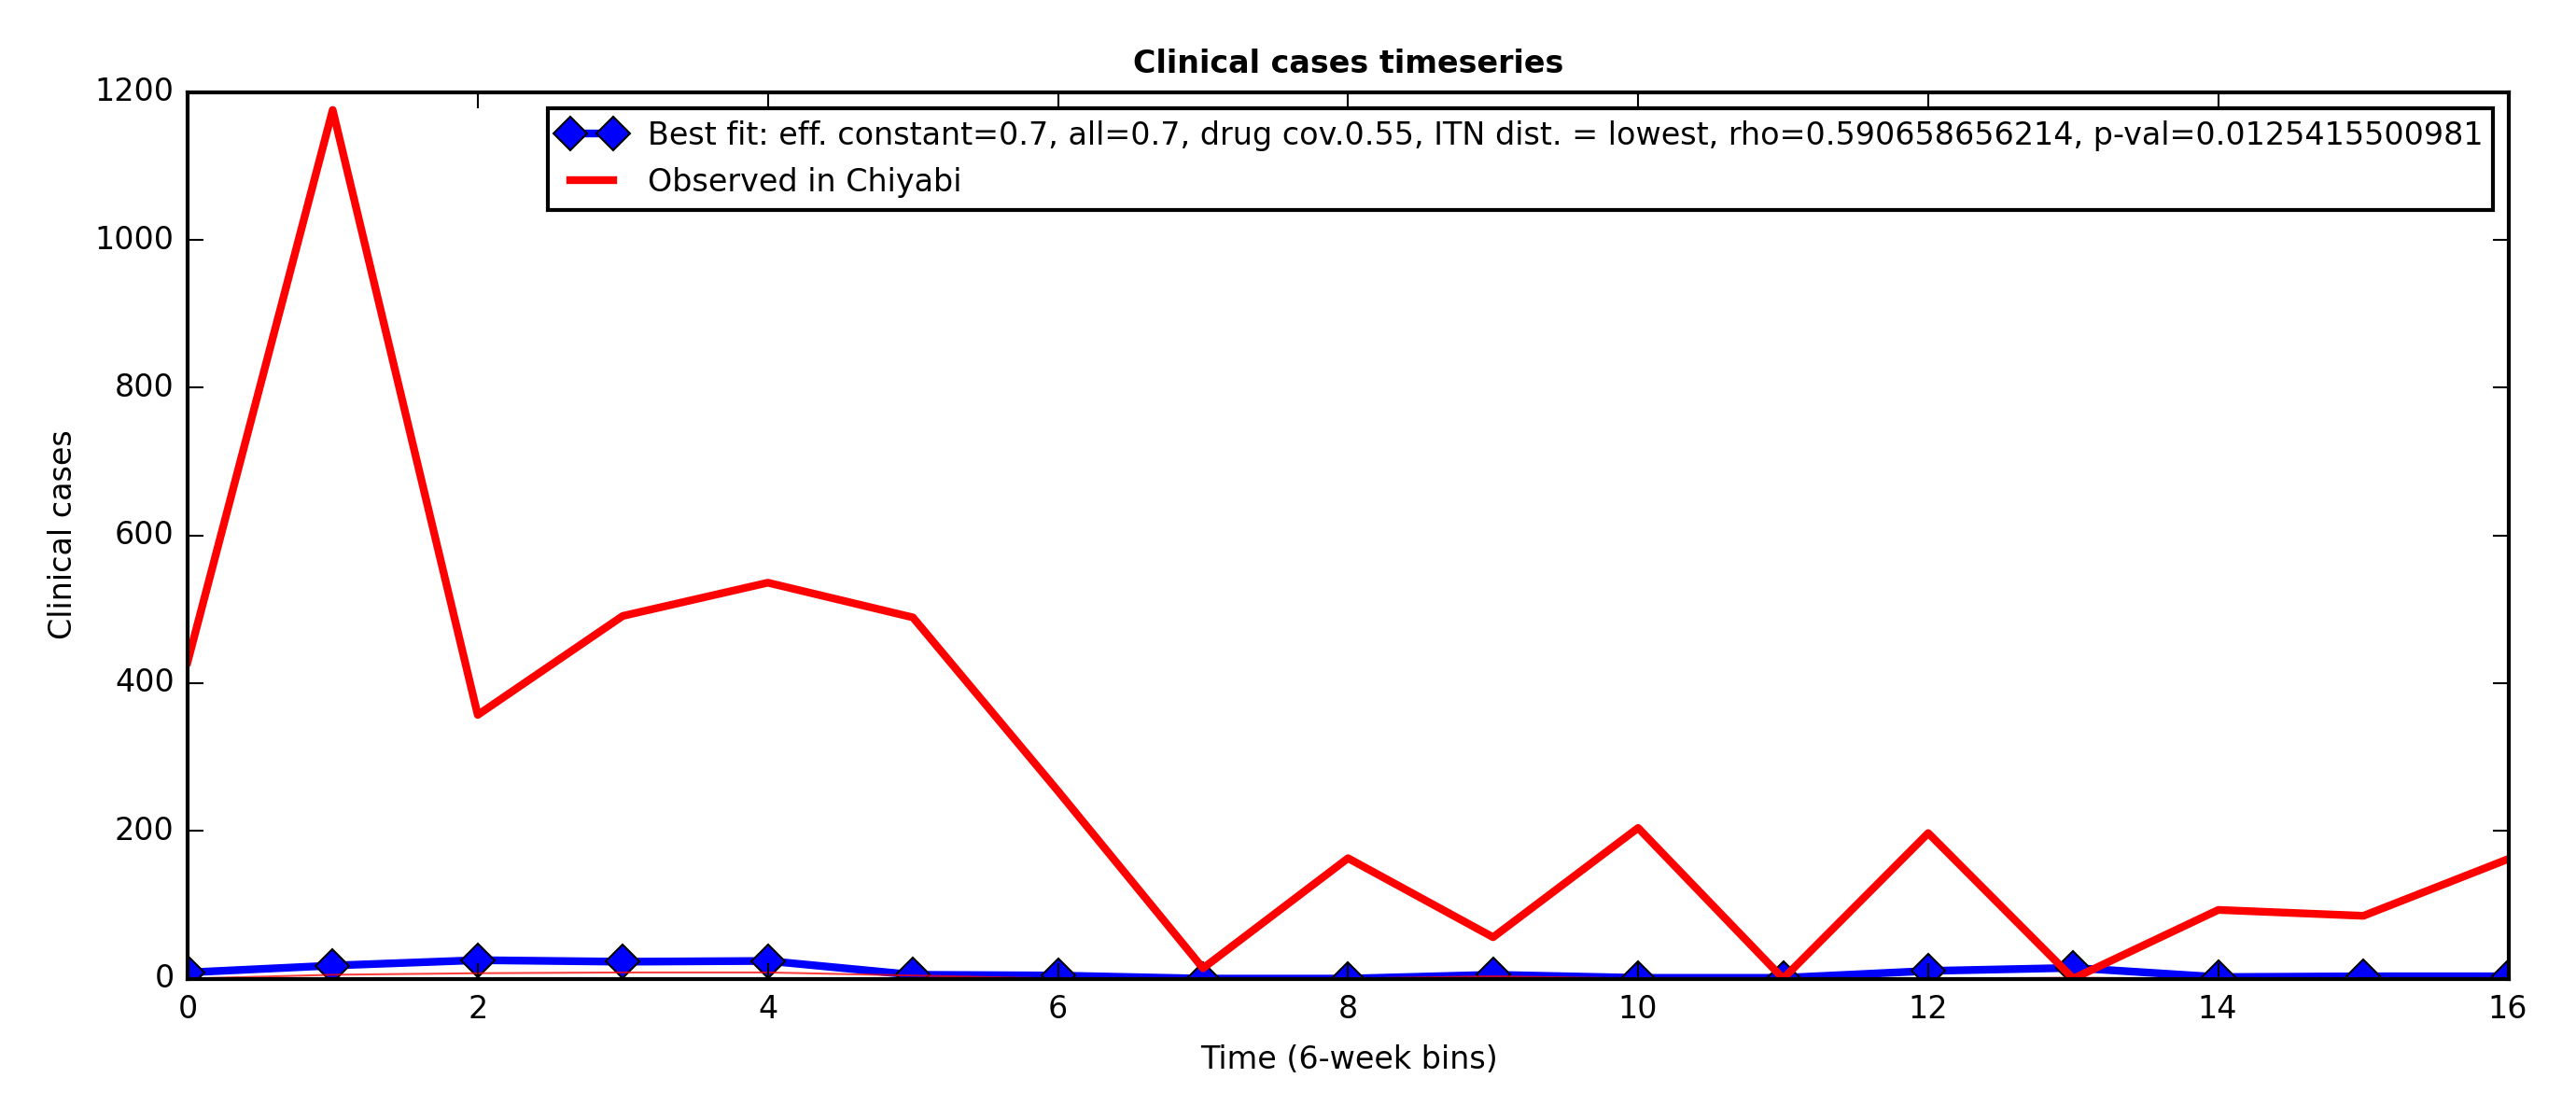 Clinical cases timeseries
1200
1000
800
600
400
200
0
Clinical cases
Best fit: eff. constant=0.7, all=0.7, drug cov.0.55, ITN dist. = lowest, rho=0.590658656214, p-val=0.0125415500981
Observed in Chiyabi
0 2 4 6 8 10 12 14 16
Time (6-week bins)